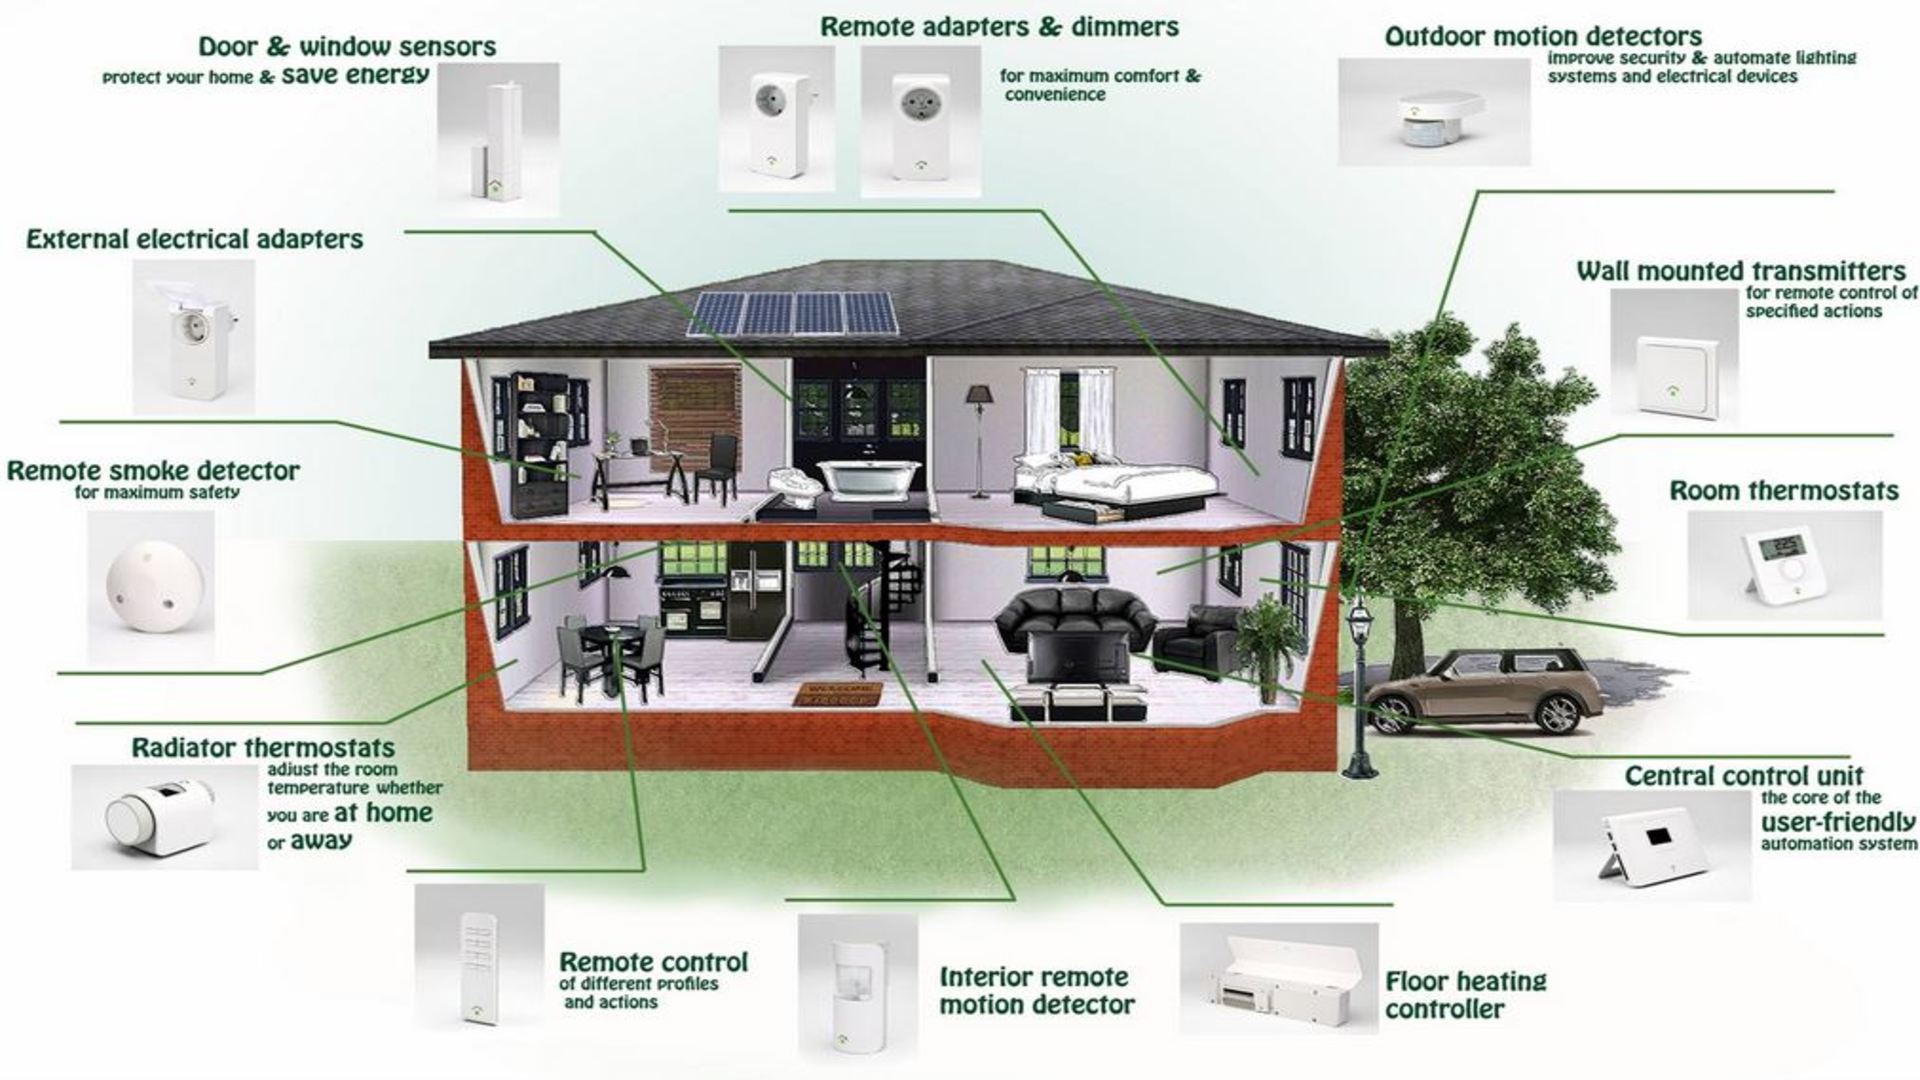 Door & window sensors
protect your home & save energy
Remote adapters & dimmers
for maximum comfort &
convenience
Outdoor motion detectors
improve security & automate lighting
systems and electrical devices
External electrical adapters
Wall mounted transmitters
for remote control of
specified actions
Remote smoke detector
for maximum safety
Room thermostats
Radiator thermostats
adjust the room
temperature whether
you are at home
or away
Central control unit
the core of the
user-friendly
automation system
Remote control
of different profiles
and actions
Interior remote
motion detector
Floor heating
controller